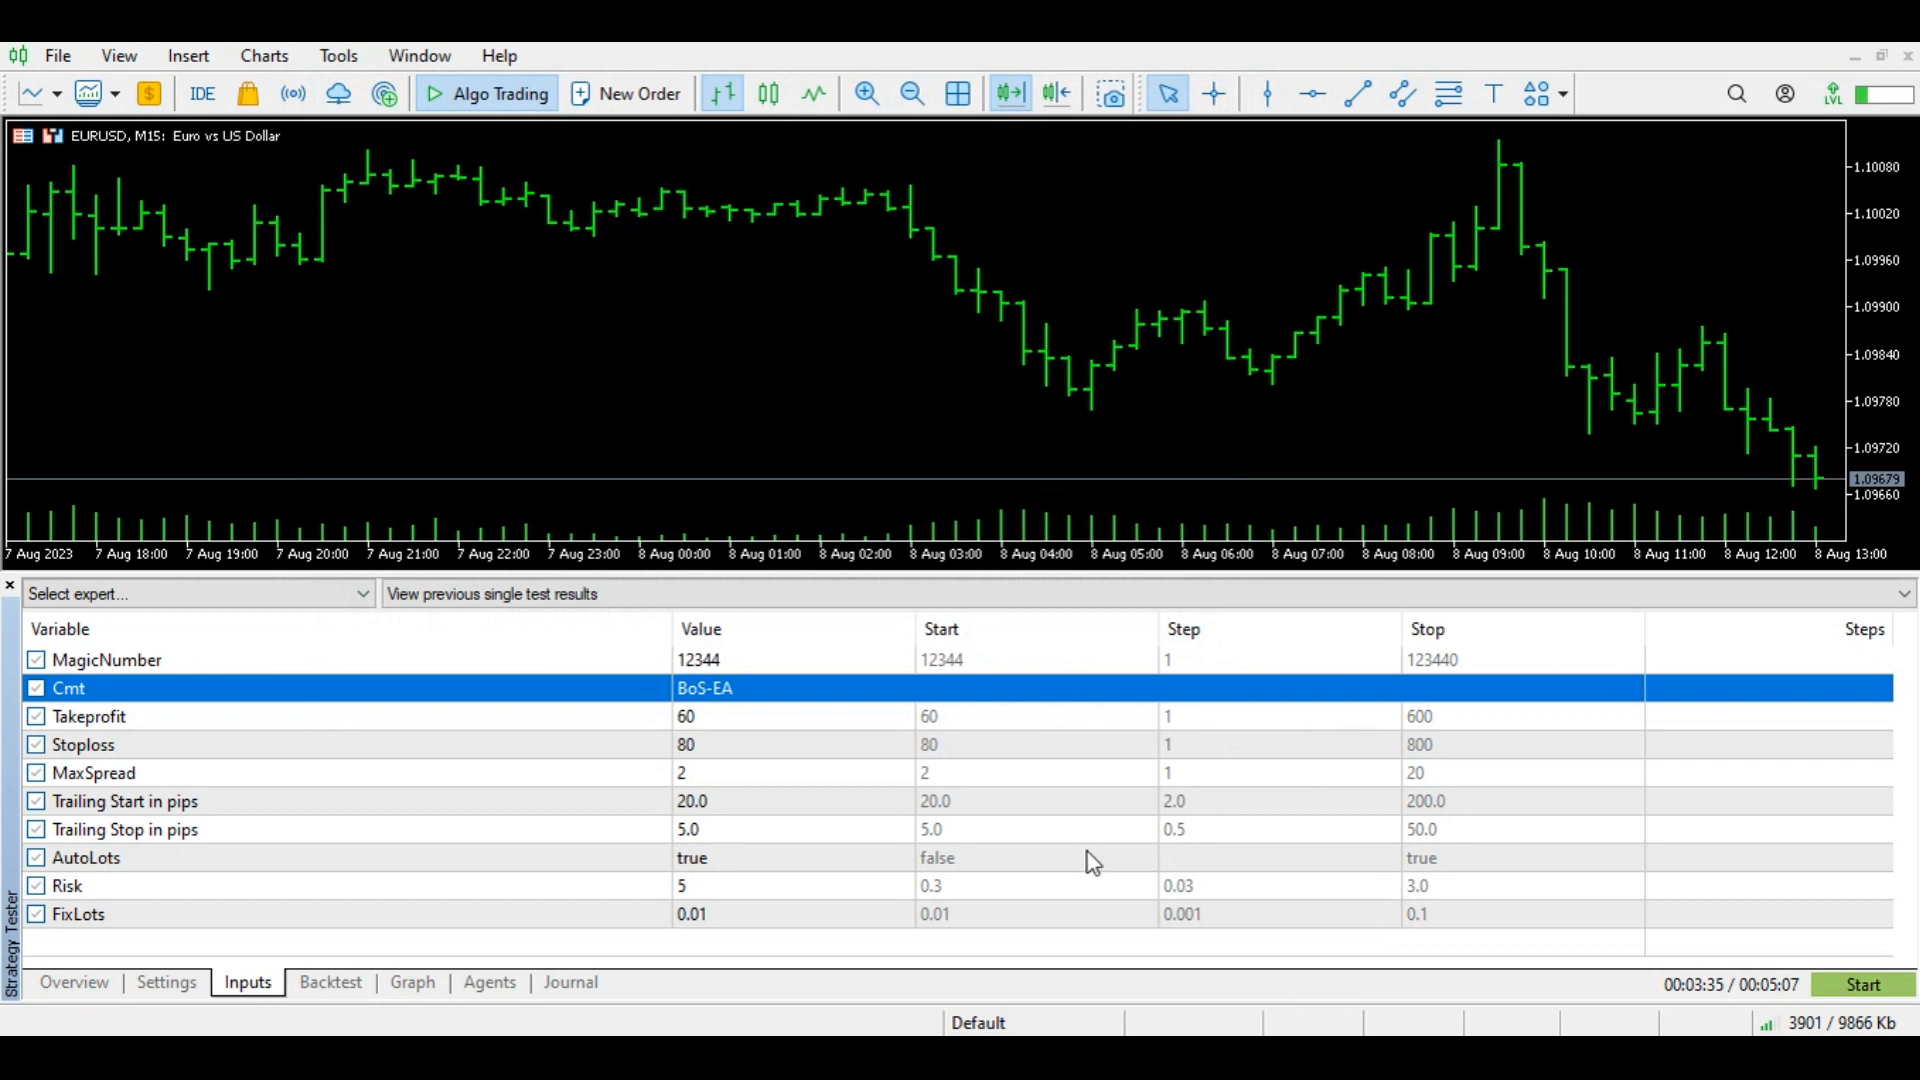 File View Insert Charts Tools Window Help
IDE Algo Trading New Order T LVL
EURUSD, M15: Euro vs US Dollar
1.10080
1.10020
1.09960
1.09900
1.09840
1.09780
1.09720
1.09679
1.09660
7 Aug 2023 7 Aug 18:00 7 Aug 19:00 7 Aug 20:00 7 Aug 21:00 7 Aug 22:00 7 Aug 23:00 8 Aug 00:00 8 Aug 01:00 8 Aug 02:00 8 Aug 03:00 8 Aug 04:00 8 Aug 05:00 8 Aug 06:00 8 Aug 07:00 8 Aug 08:00 8 Aug 09:00 8 Aug 10:00 8 Aug 11:00 8 Aug 12:00 8 Aug 13:00
Select expert... View previous single test results
Variable Value Start Step Stop Steps
MagicNumber 12344 12344 1 123440
Cmt BoS-EA
Takeprofit 60 60 1 600
Stoploss 80 80 1 800
MaxSpread 2 2 1 20
Trailing Start in pips 20.0 20.0 2.0 200.0
Trailing Stop in pips 5.0 5.0 0.5 50.0
AutoLots true false true
Risk 5 0.3 0.03 3.0
FixLots 0.01 0.01 0.001 0.1
Strategy Tester
Overview Settings Inputs Backtest Graph Agents Journal 00:03:35 / 00:05:07 Start
Default 3901 / 9866 Kb